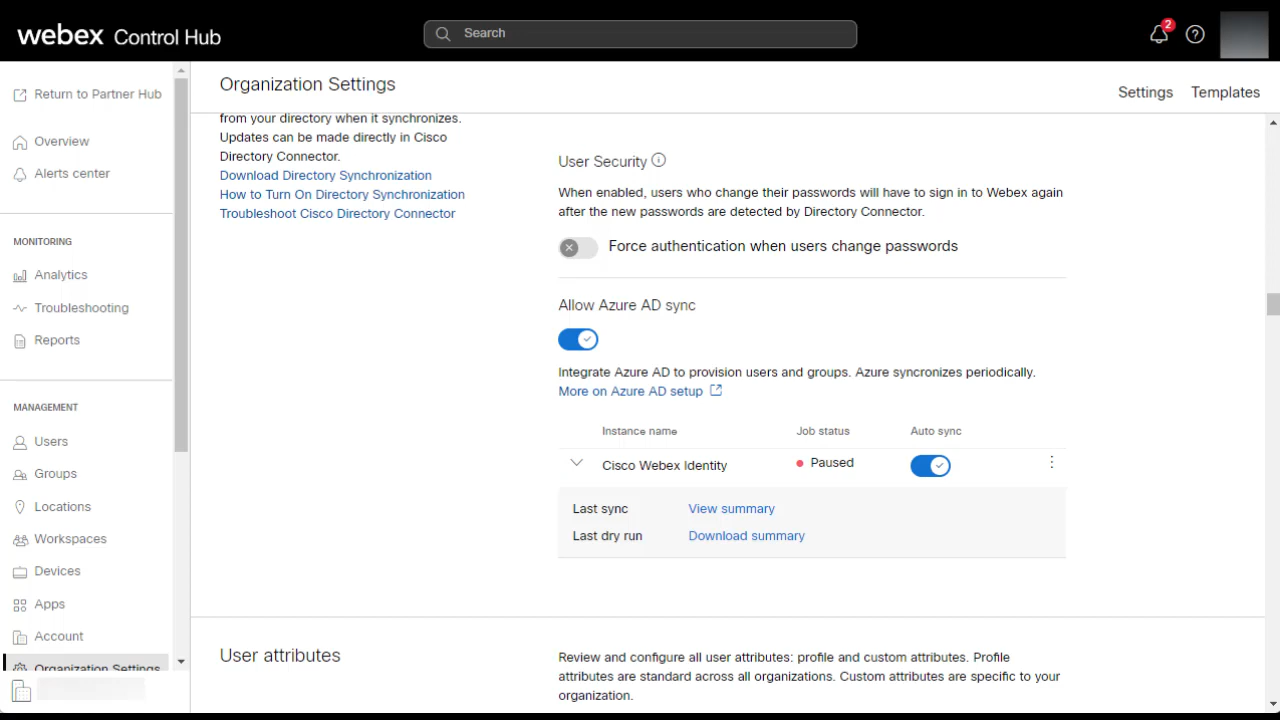 webex Control Hub
Search
2
Return to Partner Hub
Overview
Alerts center
MONITORING
Analytics
Troubleshooting
Reports
MANAGEMENT
Users
Groups
Locations
Workspaces
Devices
Apps
Account
Organization Settings
Organization Settings
Settings
Templates
from your directory when it synchronizes.
Updates can be made directly in Cisco
Directory Connector.
Download Directory Synchronization
How to Turn On Directory Synchronization
Troubleshoot Cisco Directory Connector
User Security
When enabled, users who change their passwords will have to sign in to Webex again
after the new passwords are detected by Directory Connector.
Force authentication when users change passwords
Allow Azure AD sync
Integrate Azure AD to provision users and groups. Azure syncronizes periodically.
More on Azure AD setup
Instance name Job status Auto sync
Cisco Webex Identity Paused
Last sync View summary
Last dry run Download summary
User attributes
Review and configure all user attributes: profile and custom attributes. Profile
attributes are standard across all organizations. Custom attributes are specific to your
organization.